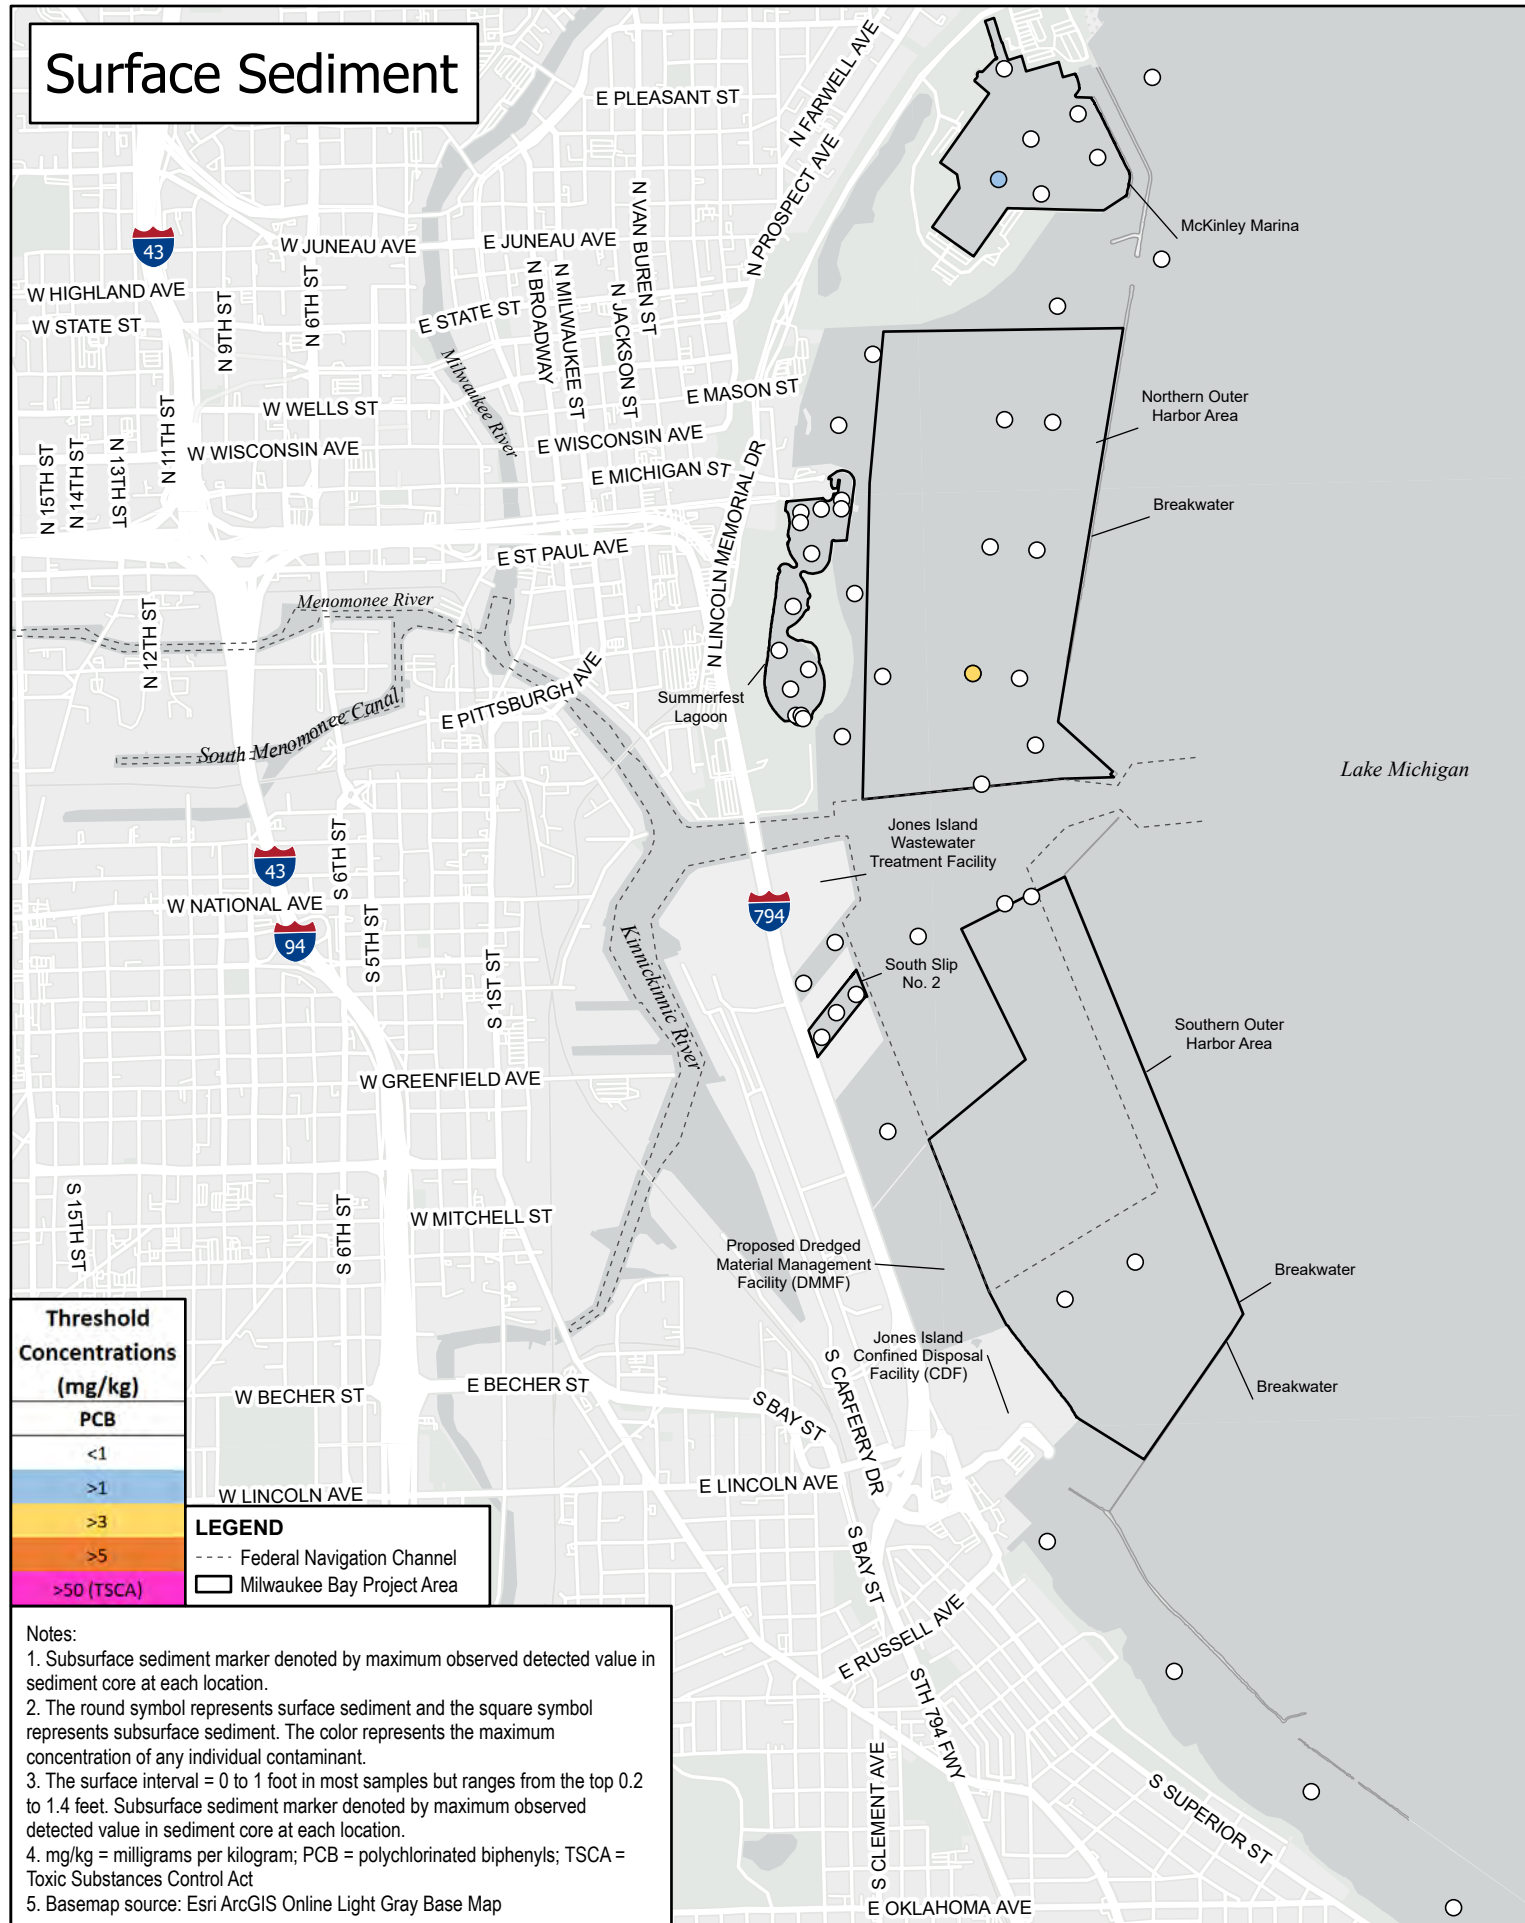 Surface Sediment
E PLEASANT ST
N FARWELL AVE
N PROSPECT AVE
N VAN BUREN ST
McKinley Marina
43
W JUNEAU AVE
E JUNEAU AVE
W HIGHLAND AVE
W STATE ST
N 9TH ST
N 6TH ST
E STATE ST
N BROADWAY
N MILWAUKEE ST
N JACKSON ST
Milwaukee River
E MASON ST
Northern Outer
Harbor Area
W WELLS ST
N 11TH ST
W WISCONSIN AVE
E WISCONSIN AVE
N 15TH ST
N 14TH ST
N 13TH ST
E MICHIGAN ST
N LINCOLN MEMORIAL DR
Breakwater
E ST PAUL AVE
Menomonee River
N 12TH ST
E PITTSBURGH AVE
Summerfest
Lagoon
South Menomonee Canal
Lake Michigan
Jones Island
Wastewater
Treatment Facility
43
S 6TH ST
W NATIONAL AVE
794
94
S 5TH ST
S 1ST ST
Kinnickinnic River
South Slip
No. 2
Southern Outer
Harbor Area
W GREENFIELD AVE
S 15TH ST
S 6TH ST
W MITCHELL ST
Proposed Dredged
Material Management
Facility (DMMF)
Breakwater
Jones Island
Confined Disposal
Facility (CDF)
Breakwater
W BECHER ST
E BECHER ST
S BAY ST
S CARFERRY DR
W LINCOLN AVE
E LINCOLN AVE
S BAY ST
E RUSSELL AVE
STH 794 FWY
S CLEMENT AVE
S SUPERIOR ST
E OKLAHOMA AVE
Threshold
Concentrations
(mg/kg)
PCB
<1
>1
>3
>5
>50 (TSCA)
LEGEND
Federal Navigation Channel
Milwaukee Bay Project Area
Notes:
1. Subsurface sediment marker denoted by maximum observed detected value in
sediment core at each location.
2. The round symbol represents surface sediment and the square symbol
represents subsurface sediment. The color represents the maximum
concentration of any individual contaminant.
3. The surface interval = 0 to 1 foot in most samples but ranges from the top 0.2
to 1.4 feet. Subsurface sediment marker denoted by maximum observed
detected value in sediment core at each location.
4. mg/kg = milligrams per kilogram; PCB = polychlorinated biphenyls; TSCA =
Toxic Substances Control Act
5. Basemap source: Esri ArcGIS Online Light Gray Base Map